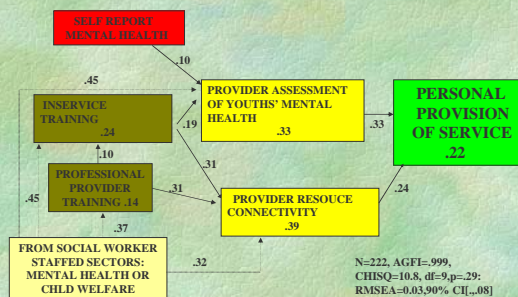 SELF REPORT
MENTAL HEALTH
.10
.45
INSERVICE
TRAINING
.24
.19
PROVIDER ASSESSMENT
OF YOUTHS' MENTAL
HEALTH
.33
.33
PERSONAL
PROVISION
OF SERVICE
.22
.10
.31
PROFESSIONAL
PROVIDER
TRAINING .14
.31
.24
PROVIDER RESOUCE
CONNECTIVITY
.39
.45
.37
.32
FROM SOCIAL WORKER
STAFFED SECTORS:
MENTAL HEALTH OR
CHLD WELFARE
N=222, AGFI=.999,
CHISQ=10.8, df=9,p=.29:
RMSEA=0.03,90% CI[.,.08]